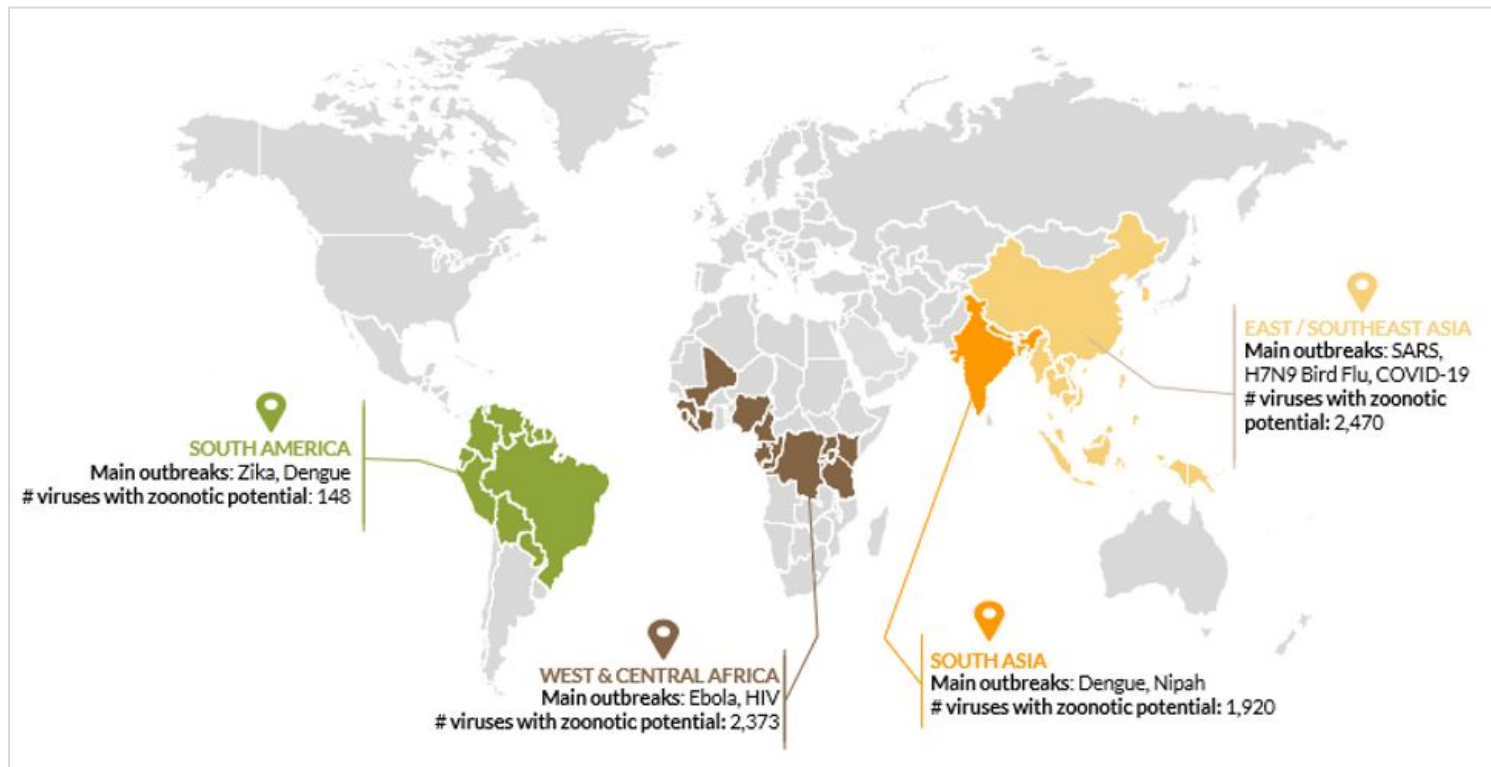 EAST / SOUTHEAST ASIA
Main outbreaks: SARS,
H7N9 Bird Flu, COVID-19
# viruses with zoonotic
potential: 2,470
SOUTH AMERICA
Main outbreaks: Zika, Dengue
# viruses with zoonotic potential: 148
WEST & CENTRAL AFRICA
Main outbreaks: Ebola, HIV
# viruses with zoonotic potential: 2,373
SOUTH ASIA
Main outbreaks: Dengue, Nipah
# viruses with zoonotic potential: 1,920